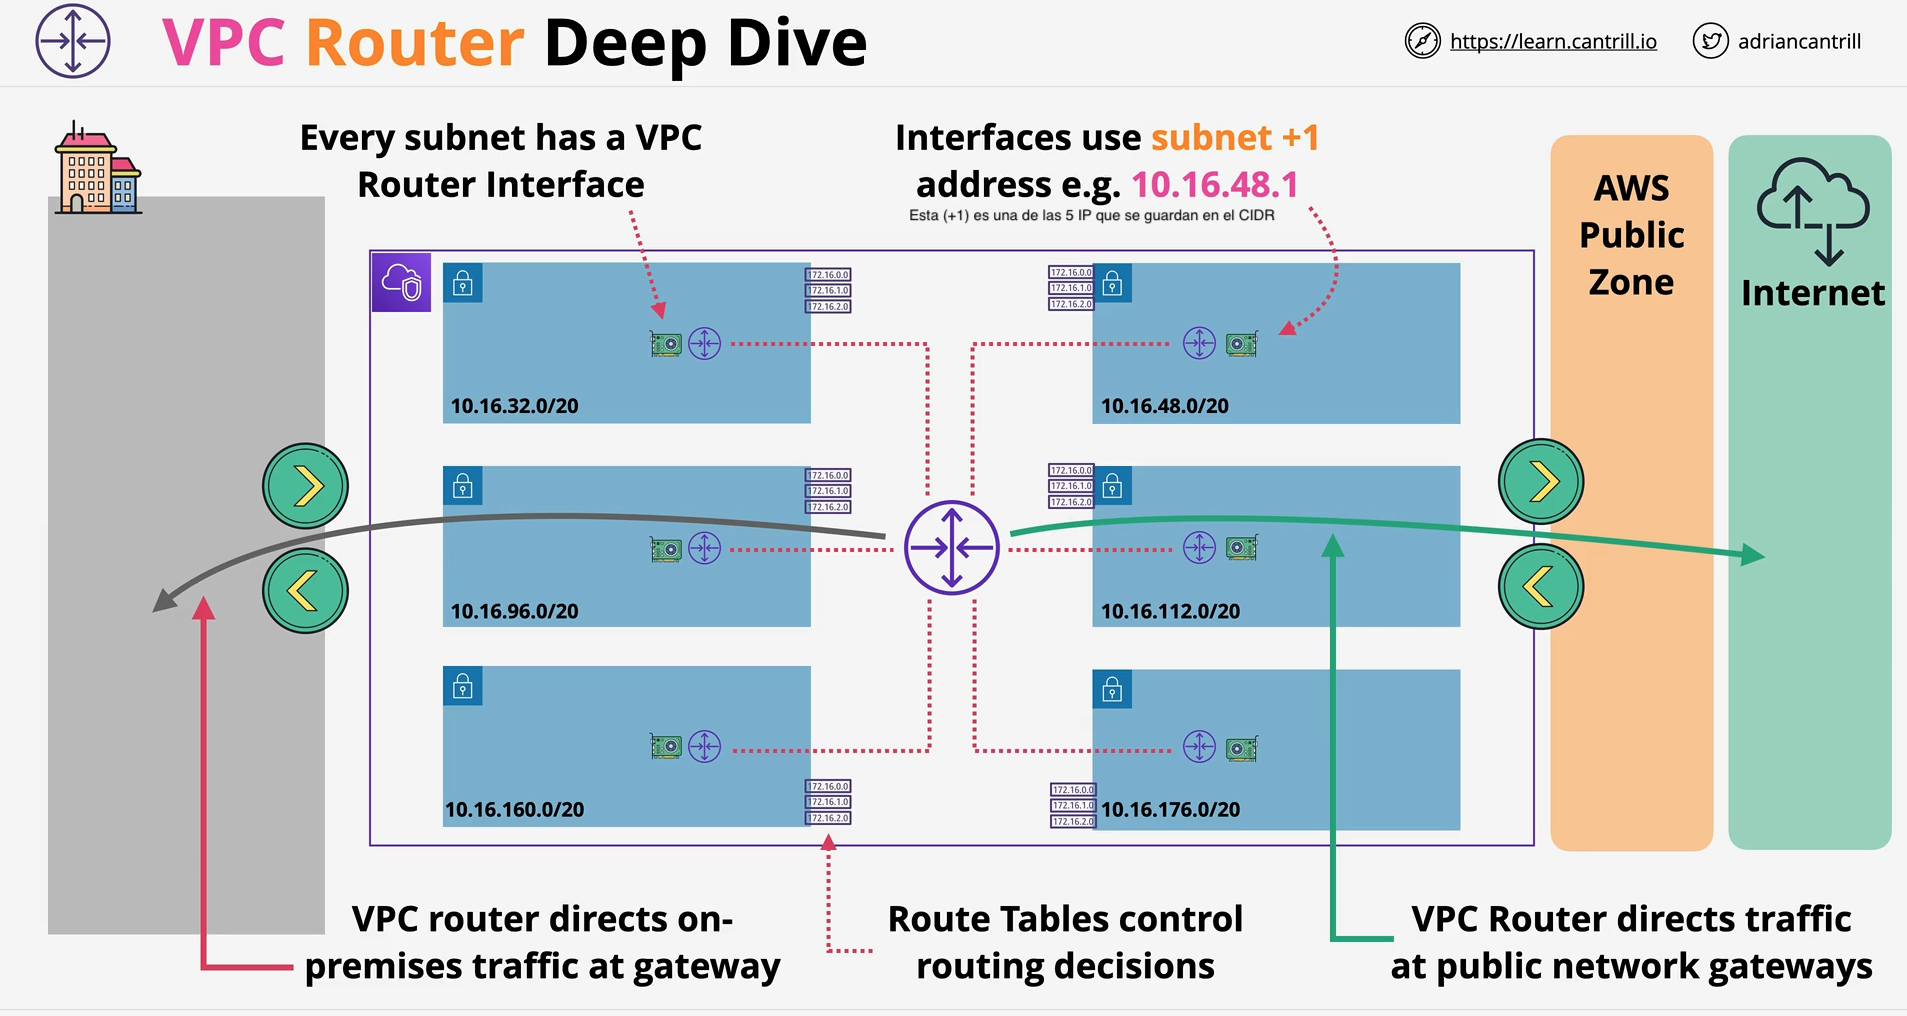 VPC Router Deep Dive
https://learn.cantrill.io
adriancantrill
Every subnet has a VPC
Router Interface
Interfaces use subnet +1
address e.g. 10.16.48.1
Esta (+1) es una de las 5 IP que se guardan en el CIDR
AWS
Public
Zone
Internet
172.16.0.0
172.16.1.0
172.16.2.0
10.16.32.0/20
172.16.0.0
172.16.1.0
172.16.2.0
10.16.48.0/20
172.16.0.0
172.16.1.0
172.16.2.0
10.16.96.0/20
172.16.0.0
172.16.1.0
172.16.2.0
10.16.112.0/20
172.16.0.0
172.16.1.0
172.16.2.0
10.16.160.0/20
172.16.0.0
172.16.1.0
172.16.2.0
10.16.176.0/20
VPC router directs on-
premises traffic at gateway
Route Tables control
routing decisions
VPC Router directs traffic
at public network gateways